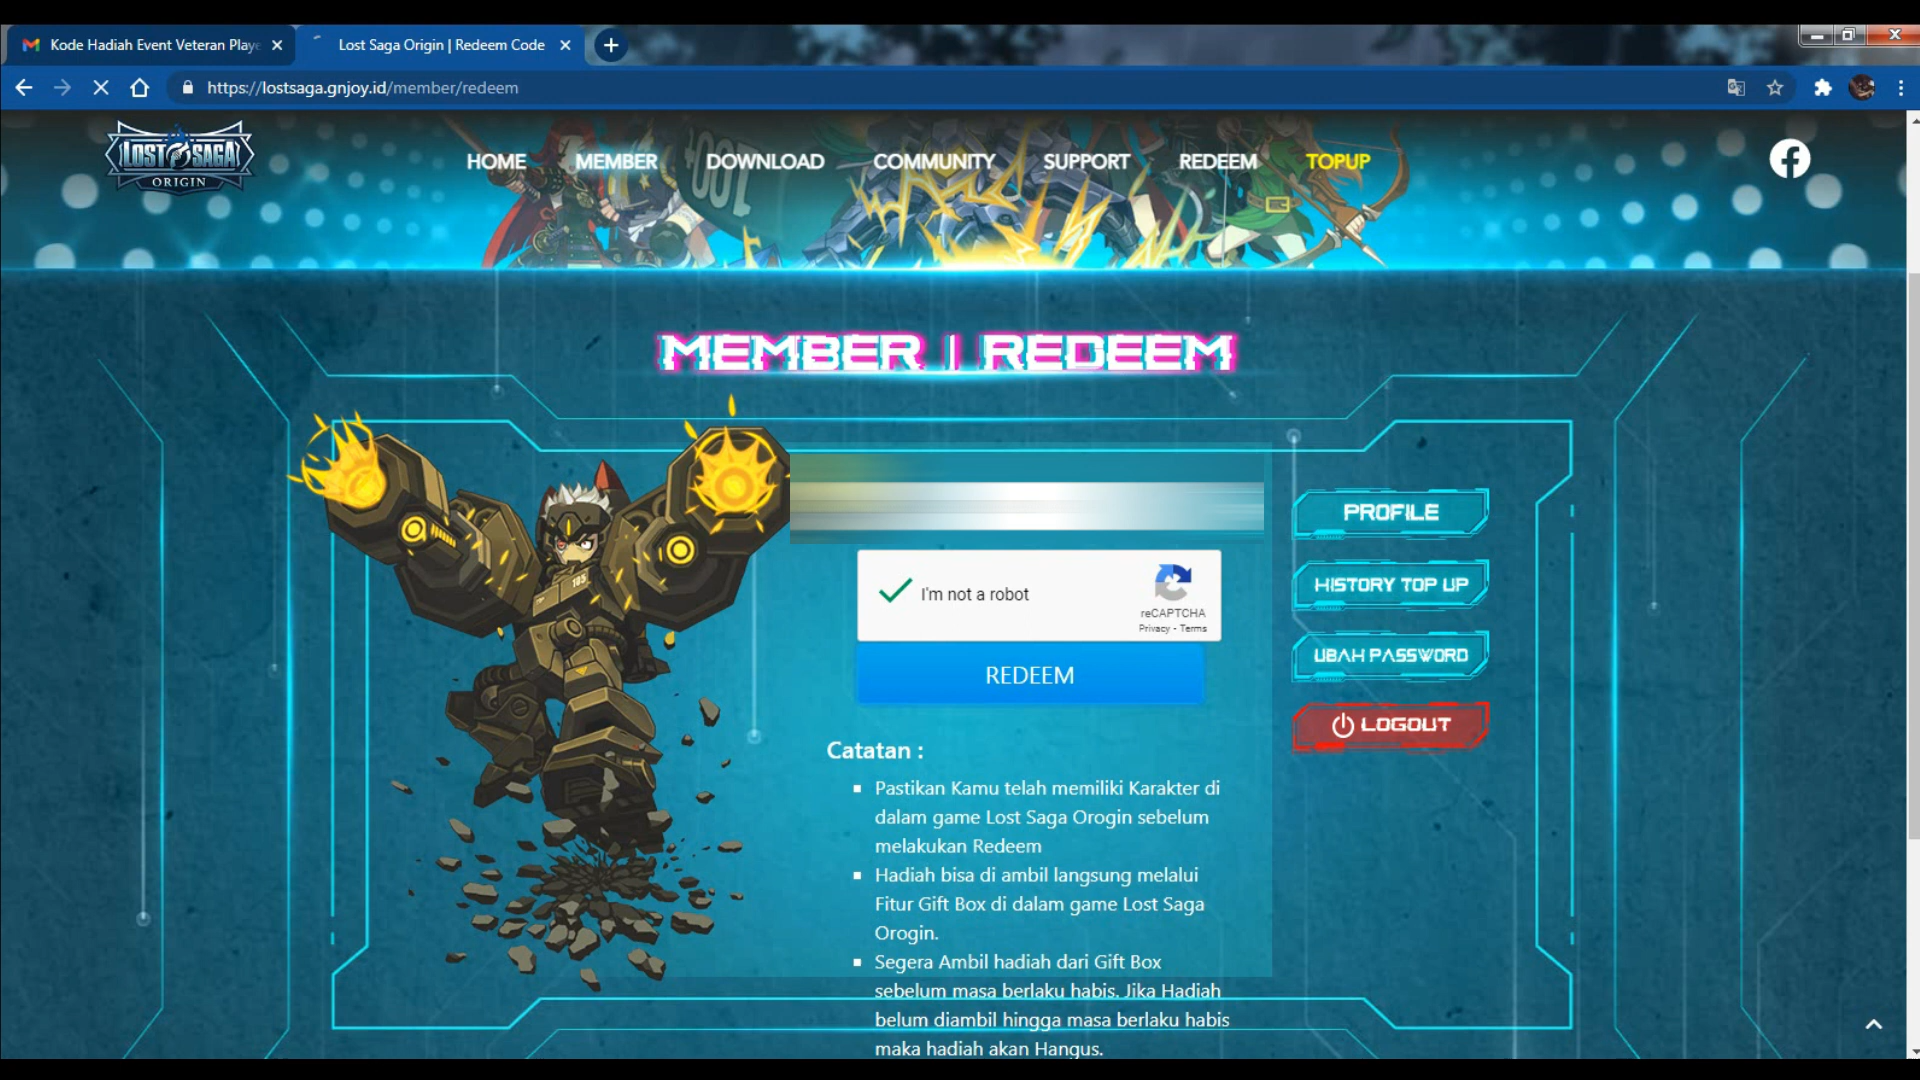 Kode Hadiah Event Veteran Playe
Lost Saga Origin | Redeem Code
https://lostsaga.gnjoy.id/member/redeem
LOST SAGA
ORIGIN
HOME
MEMBER
DOWNLOAD
COMMUNITY
SUPPORT
REDEEM
TOPUP
001
MEMBER | REDEEM
105
I'm not a robot
reCAPTCHA
Privacy - Terms
REDEEM
PROFILE
HISTORY TOP UP
UBAH PASSWORD
LOGOUT
Catatan :
Pastikan Kamu telah memiliki Karakter di
dalam game Lost Saga Orogin sebelum
melakukan Redeem
Hadiah bisa di ambil langsung melalui
Fitur Gift Box di dalam game Lost Saga
Orogin.
Segera Ambil hadiah dari Gift Box
sebelum masa berlaku habis. Jika Hadiah
belum diambil hingga masa berlaku habis
maka hadiah akan Hangus.